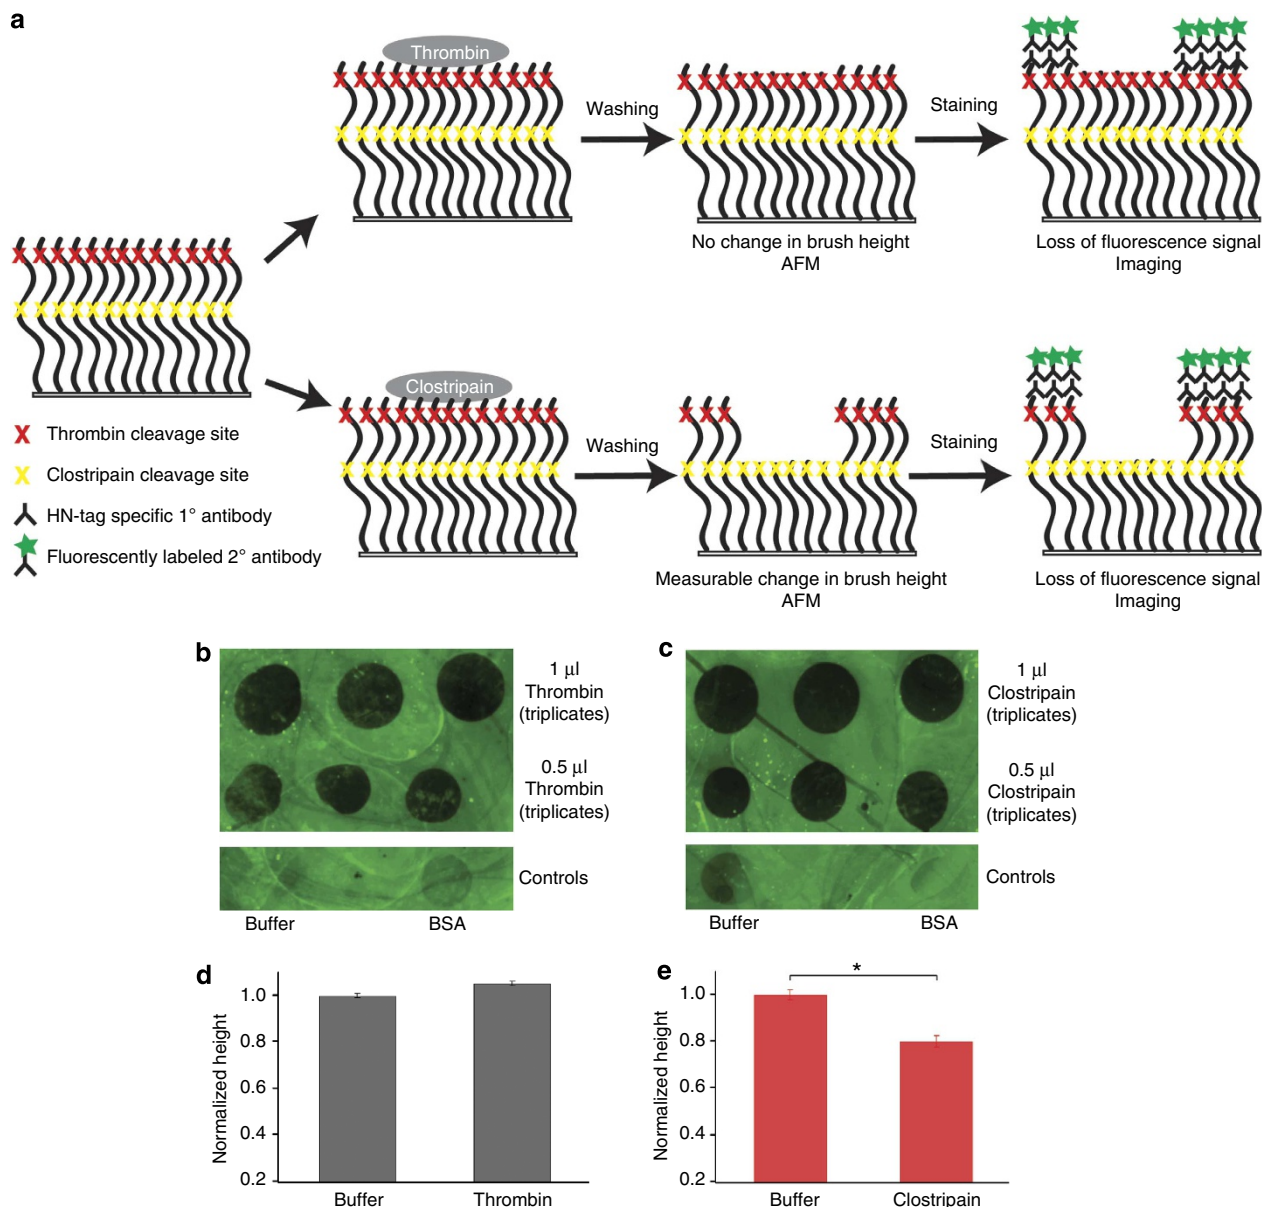 a
Thrombin
Washing
Staining
No change in brush height
AFM
Loss of fluorescence signal
Imaging
Clostripain
Washing
Staining
Measurable change in brush height
AFM
Loss of fluorescence signal
Imaging
Thrombin cleavage site
Clostripain cleavage site
HN-tag specific 1° antibody
Fluorescently labeled 2° antibody
b
1 µl
Thrombin
(triplicates)
0.5 µl
Thrombin
(triplicates)
Controls
Buffer
BSA
c
1 µl
Clostripain
(triplicates)
0.5 µl
Clostripain
(triplicates)
Controls
Buffer
BSA
d
Normalized height
1.0
0.8
0.6
0.4
0.2
Buffer
Thrombin
e
*
Normalized height
1.0
0.8
0.6
0.4
0.2
Buffer
Clostripain